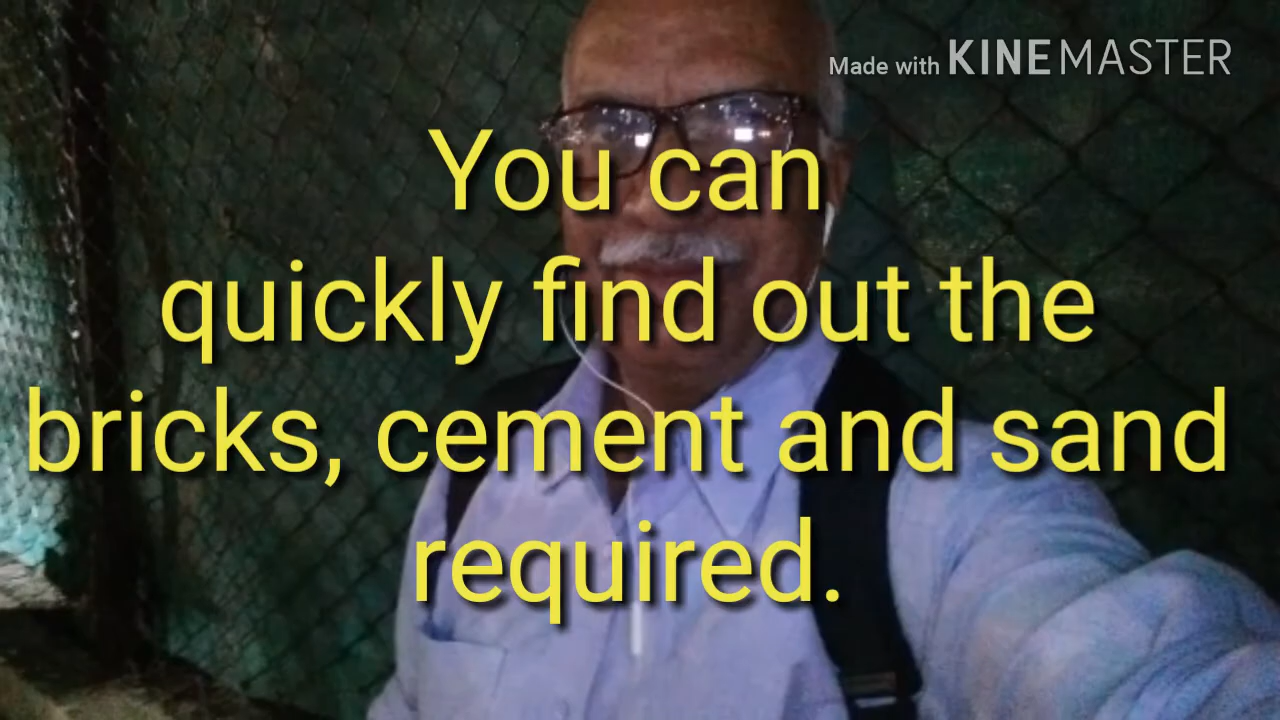 Made with KINEMASTER
You can
quickly find out the
bricks, cement and sand
required.